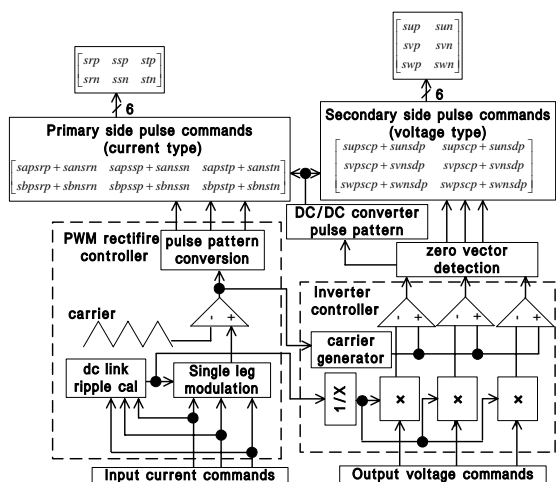 srp ssp stp
srn ssn stn
6
sup sun
svp svn
swp swn
6
Primary side pulse commands
(current type)
sapsrp + sansrn sapssp + sanssn sapstp + sanstn
sbpsrp + sbnsrn sbpssp + sbnssn sbpstp + sbnstn
Secondary side pulse commands
(voltage type)
supscp + sunsdp supscp + sunsdp
svpscp + svnsdp svpscp + svnsdp
swpscp + swnsdp swpscp + swnsdp
DC/DC converter
pulse pattern
PWM rectifire
controller
pulse pattern
conversion
zero vector
detection
Inverter
controller
carrier
- +
- + - + - +
carrier
generator
dc link
ripple cal
Single leg
modulation
1/X
× × ×
Input current commands
Output voltage commands